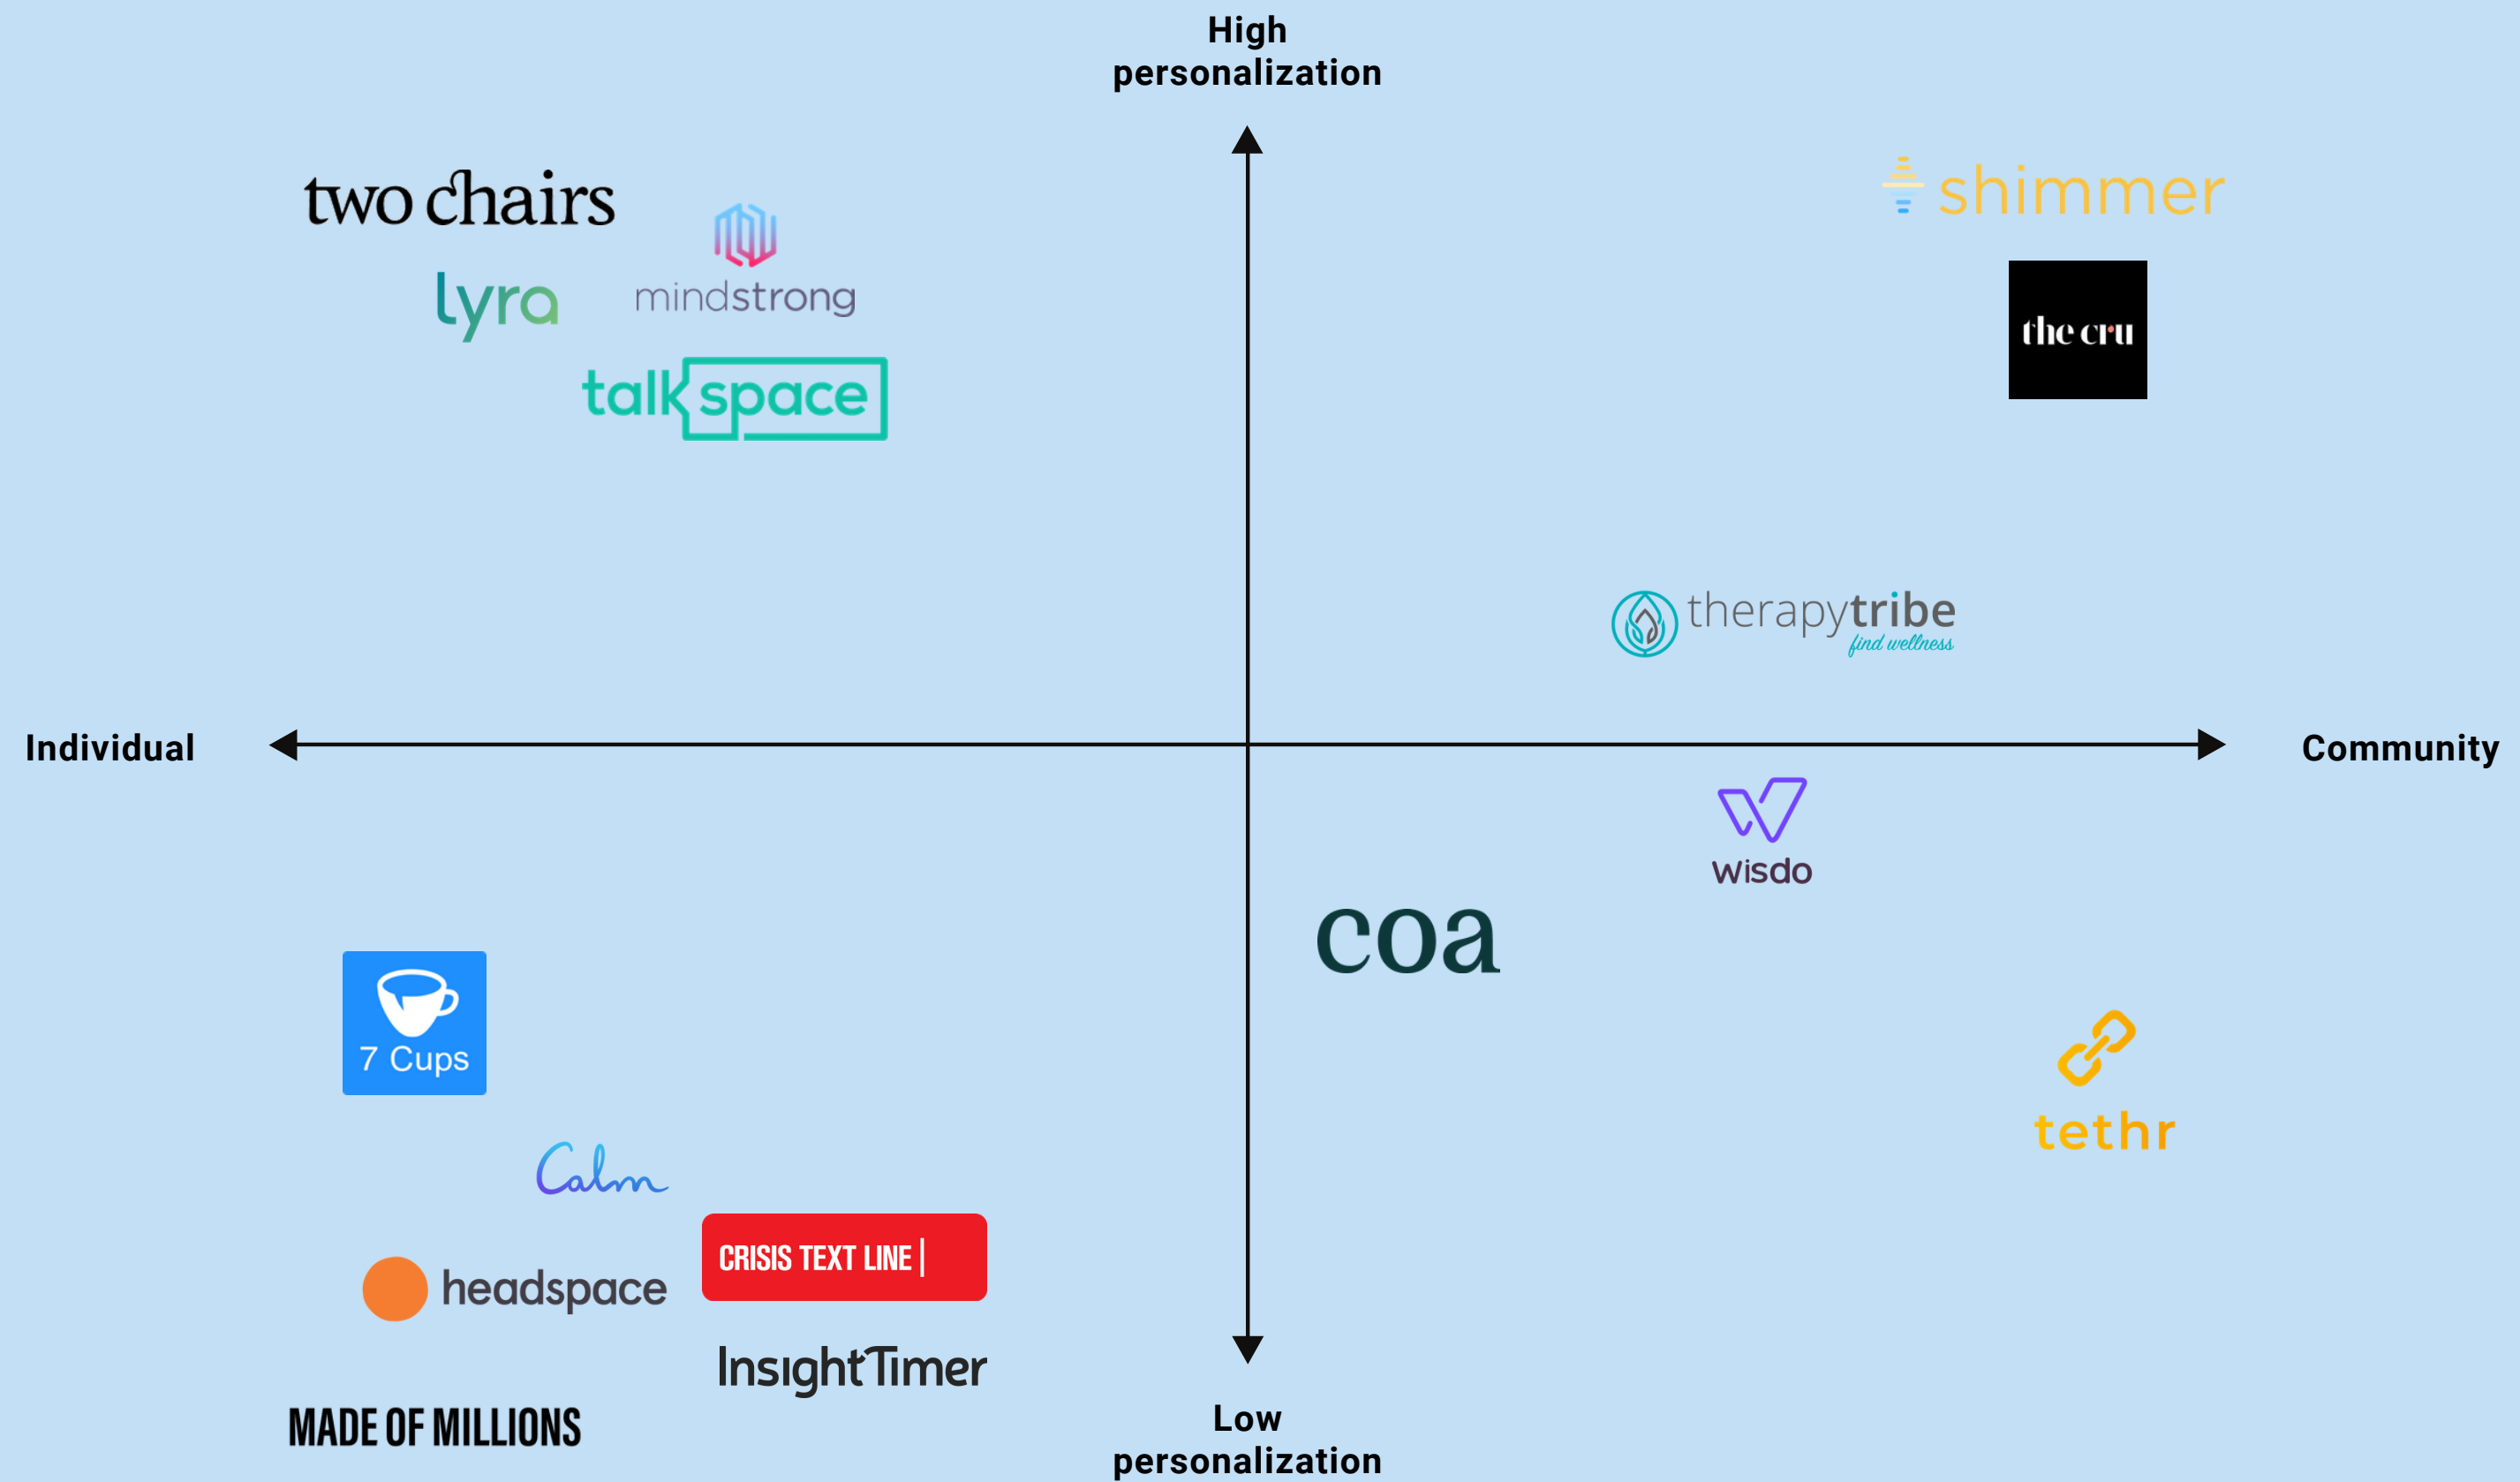 High
personalization
two chairs
shimmer
lyra
mindstrong
the cru
talkspace
therapytribe
find wellness
Individual
Community
wisdo
coa
7 Cups
tethr
Calm
CRISIS TEXT LINE |
headspace
InsightTimer
MADE OF MILLIONS
Low
personalization